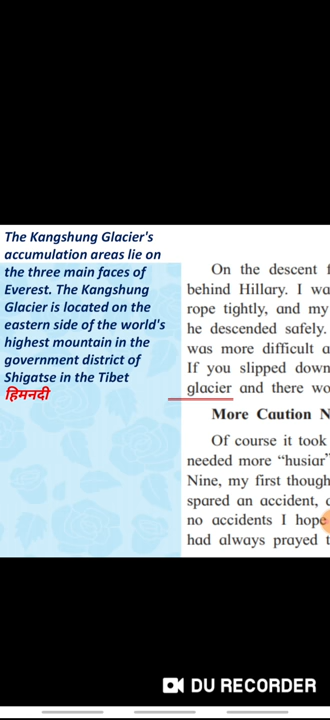 The Kangshung Glacier's
accumulation areas lie on
the three main faces of
Everest. The Kangshung
Glacier is located on the
eastern side of the world's
highest mountain in the
government district of
Shigatse in the Tibet
हिमनदी
On the descent
behind Hillary. I wa
rope tightly, and my
he descended safely.
was more difficult a
If you slipped down
glacier and there wo
More Caution N
Of course it took
needed more “husiar”
Nine, my first though
spared an accident,
no accidents I hope
had always prayed t
DU RECORDER